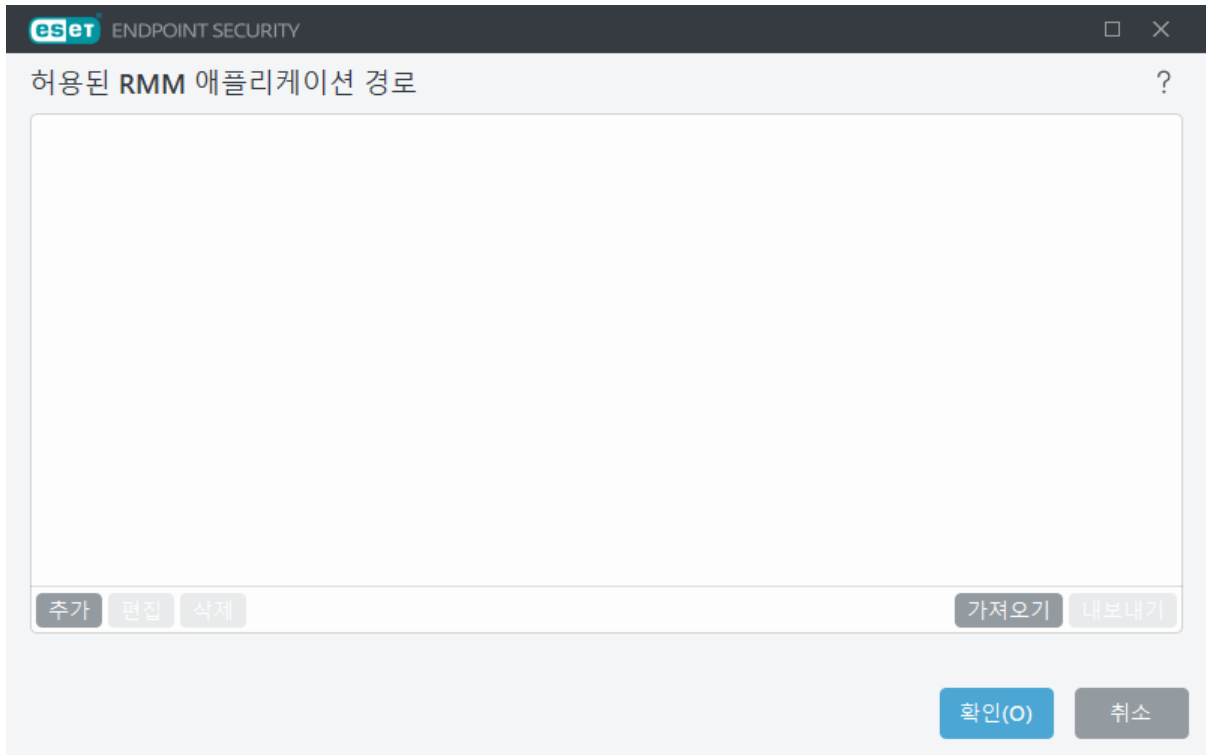 eset ENDPOINT SECURITY
허용된 RMM 애플리케이션 경로 ?
추가 편집 삭제 가져오기 내보내기
확인(O) 취소